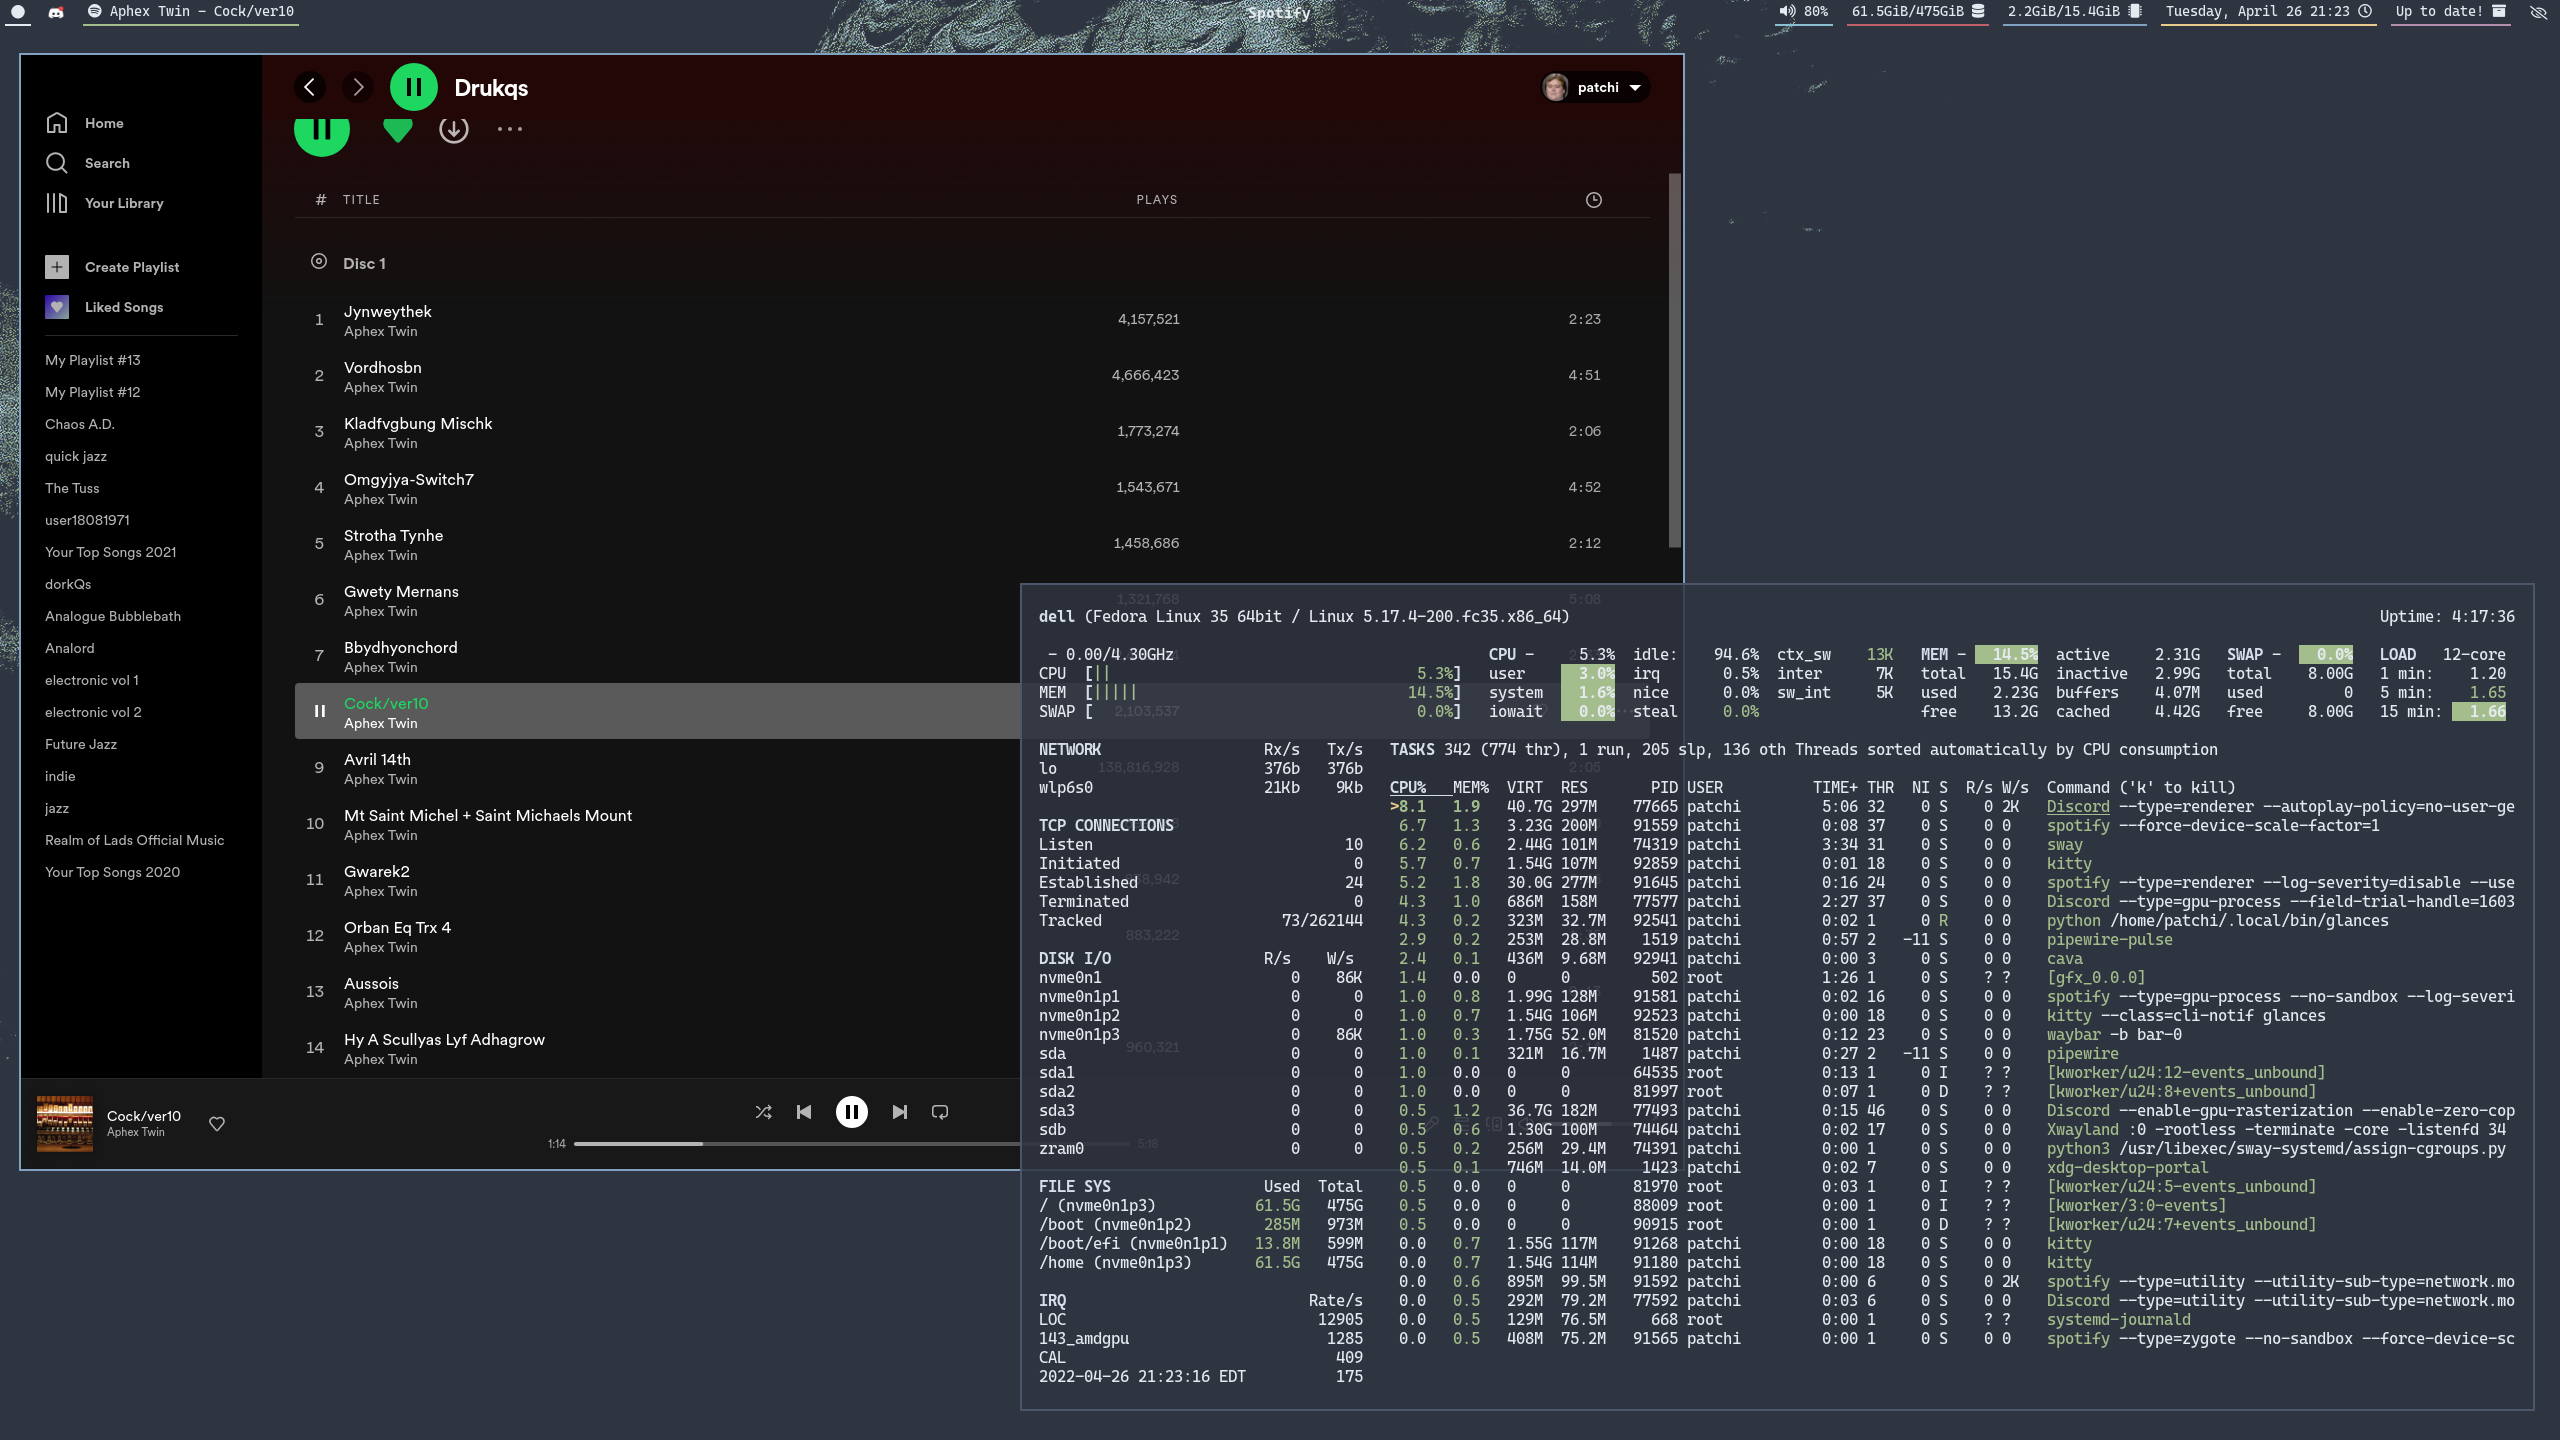 Aphex Twin - Cock/ver10
Spotify
80%
61.5GiB/475GiB
2.2GiB/15.4GiB
Tuesday, April 26 21:23
Up to date!
Home
Search
Your Library
Create Playlist
Liked Songs
My Playlist #13
My Playlist #12
Chaos A.D.
quick jazz
The Tuss
user18081971
Your Top Songs 2021
dorkQs
Analogue Bubblebath
Analord
electronic vol 1
electronic vol 2
Future Jazz
indie
jazz
Realm of Lads Official Music
Your Top Songs 2020
Drukqs
patchi
# TITLE PLAYS
Disc 1
1 Jynweythek 4,157,521 2:23
Aphex Twin
2 Vordhosbn 4,666,423 4:51
Aphex Twin
3 Kladfvgbung Mischk 1,773,274 2:06
Aphex Twin
4 Omgyjya-Switch7 1,543,671 4:52
Aphex Twin
5 Strotha Tynhe 1,458,686 2:12
Aphex Twin
6 Gwety Mernans 1,321,768 5:08
Aphex Twin
7 Bbydhyonchord
Aphex Twin
Cock/ver10 2,103,537
Aphex Twin
9 Avril 14th 138,816,928 2:05
Aphex Twin
10 Mt Saint Michel + Saint Michaels Mount
Aphex Twin
11 Gwarek2
Aphex Twin
12 Orban Eq Trx 4 883,222
Aphex Twin
13 Aussois
Aphex Twin
14 Hy A Scullyas Lyf Adhagrow 960,321
Aphex Twin
Cock/ver10
Aphex Twin
1:14 5:18
dell (Fedora Linux 35 64bit / Linux 5.17.4-200.fc35.x86_64) Uptime: 4:17:36
- 0.00/4.30GHz CPU - 5.3% idle: 94.6% ctx_sw 13K MEM - 14.5% active 2.31G SWAP - 0.0% LOAD 12-core
CPU [|| 5.3%] user 3.0% irq 0.5% inter 7K total 15.4G inactive 2.99G total 8.00G 1 min: 1.20
MEM [||||| 14.5%] system 1.6% nice 0.0% sw_int 5K used 2.23G buffers 4.07M used 0 5 min: 1.65
SWAP [ 0.0%] iowait 0.0% steal 0.0% free 13.2G cached 4.42G free 8.00G 15 min: 1.66
NETWORK Rx/s Tx/s
lo 376b 376b
wlp6s0 21Kb 9Kb
TCP CONNECTIONS
Listen 10
Initiated 0
Established 24
Terminated 0
Tracked 73/262144
DISK I/O R/s W/s
nvme0n1 0 86K
nvme0n1p1 0 0
nvme0n1p2 0 0
nvme0n1p3 0 86K
sda 0 0
sda1 0 0
sda2 0 0
sda3 0 0
sdb 0 0
zram0 0 0
FILE SYS Used Total
/ (nvme0n1p3) 61.5G 475G
/boot (nvme0n1p2) 285M 973M
/boot/efi (nvme0n1p1) 13.8M 599M
/home (nvme0n1p3) 61.5G 475G
IRQ Rate/s
LOC 12905
143_amdgpu 1285
CAL 409
2022-04-26 21:23:16 EDT 175
TASKS 342 (774 thr), 1 run, 205 slp, 136 oth Threads sorted automatically by CPU consumption
CPU% MEM% VIRT RES PID USER TIME+ THR NI S R/s W/s Command ('k' to kill)
>8.1 1.9 40.7G 297M 77665 patchi 5:06 32 0 S 0 2K Discord --type=renderer --autoplay-policy=no-user-ge
6.7 1.3 3.23G 200M 91559 patchi 0:08 37 0 S 0 0 spotify --force-device-scale-factor=1
6.2 0.6 2.44G 101M 74319 patchi 3:34 31 0 S 0 0 sway
5.7 0.7 1.54G 107M 92859 patchi 0:01 18 0 S 0 0 kitty
5.2 1.8 30.0G 277M 91645 patchi 0:16 24 0 S 0 0 spotify --type=renderer --log-severity=disable --use
4.3 1.0 686M 158M 77577 patchi 2:27 37 0 S 0 0 Discord --type=gpu-process --field-trial-handle=1603
4.3 0.2 323M 32.7M 92541 patchi 0:02 1 0 R 0 0 python /home/patchi/.local/bin/glances
2.9 0.2 253M 28.8M 1519 patchi 0:57 2 -11 S 0 0 pipewire-pulse
2.4 0.1 436M 9.68M 92941 patchi 0:00 3 0 S 0 0 cava
1.4 0.0 0 0 502 root 1:26 1 0 S ? ? [gfx_0.0.0]
1.0 0.8 1.99G 128M 91581 patchi 0:02 16 0 S 0 0 spotify --type=gpu-process --no-sandbox --log-severi
1.0 0.7 1.54G 106M 92523 patchi 0:00 18 0 S 0 0 kitty --class=cli-notif glances
1.0 0.3 1.75G 52.0M 81520 patchi 0:12 23 0 S 0 0 waybar -b bar-0
1.0 0.1 321M 16.7M 1487 patchi 0:27 2 -11 S 0 0 pipewire
1.0 0.0 0 0 64535 root 0:13 1 0 I ? ? [kworker/u24:12-events_unbound]
1.0 0.0 0 0 81997 root 0:07 1 0 D ? ? [kworker/u24:8+events_unbound]
0.5 1.2 36.7G 182M 77493 patchi 0:15 46 0 S 0 0 Discord --enable-gpu-rasterization --enable-zero-cop
0.5 0.6 1.30G 100M 74464 patchi 0:02 17 0 S 0 0 Xwayland :0 -rootless -terminate -core -listenfd 34
0.5 0.2 256M 29.4M 74391 patchi 0:00 1 0 S 0 0 python3 /usr/libexec/sway-systemd/assign-cgroups.py
0.5 0.1 746M 14.0M 1423 patchi 0:02 7 0 S 0 0 xdg-desktop-portal
0.5 0.0 0 0 81970 root 0:03 1 0 I ? ? [kworker/u24:5-events_unbound]
0.5 0.0 0 0 88009 root 0:00 1 0 I ? ? [kworker/3:0-events]
0.5 0.0 0 0 90915 root 0:00 1 0 D ? ? [kworker/u24:7+events_unbound]
0.0 0.7 1.55G 117M 91268 patchi 0:00 18 0 S 0 0 kitty
0.0 0.7 1.54G 114M 91180 patchi 0:00 18 0 S 0 0 kitty
0.0 0.6 895M 99.5M 91592 patchi 0:00 6 0 S 0 2K spotify --type=utility --utility-sub-type=network.mo
0.0 0.5 292M 79.2M 77592 patchi 0:03 6 0 S 0 0 Discord --type=utility --utility-sub-type=network.mo
0.0 0.5 129M 76.5M 668 root 0:00 1 0 S ? ? systemd-journald
0.0 0.5 408M 75.2M 91565 patchi 0:00 1 0 S 0 0 spotify --type=zygote --no-sandbox --force-device-sc